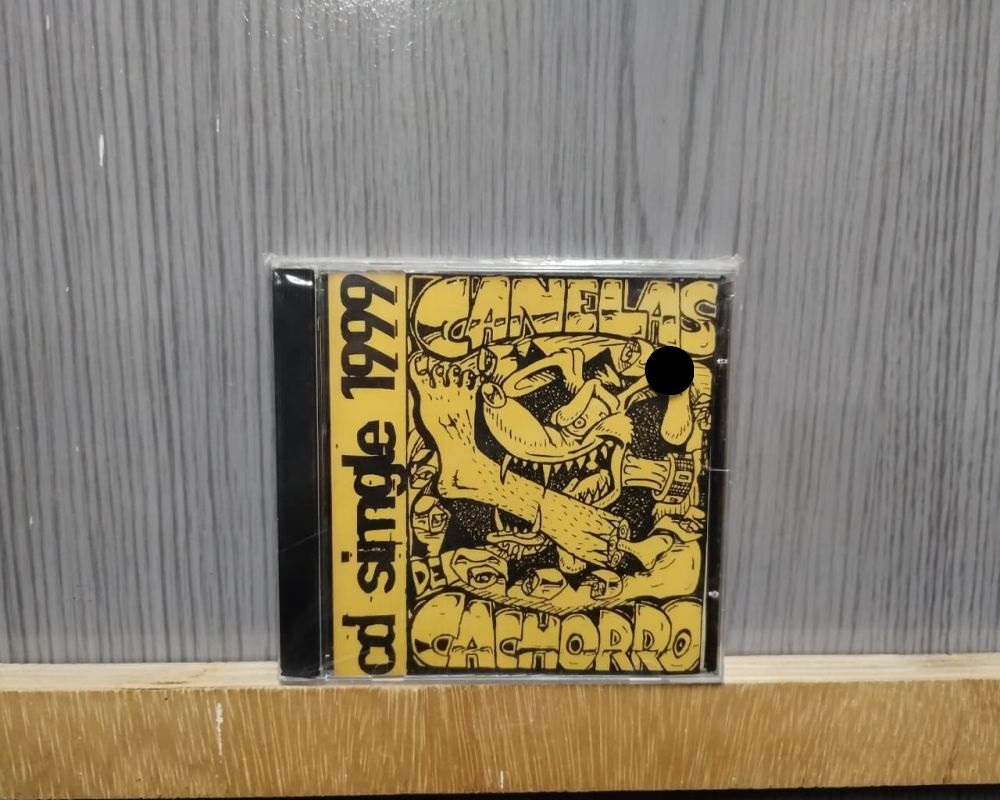 CANELAS
DE
CACHORRO
cd single 1999